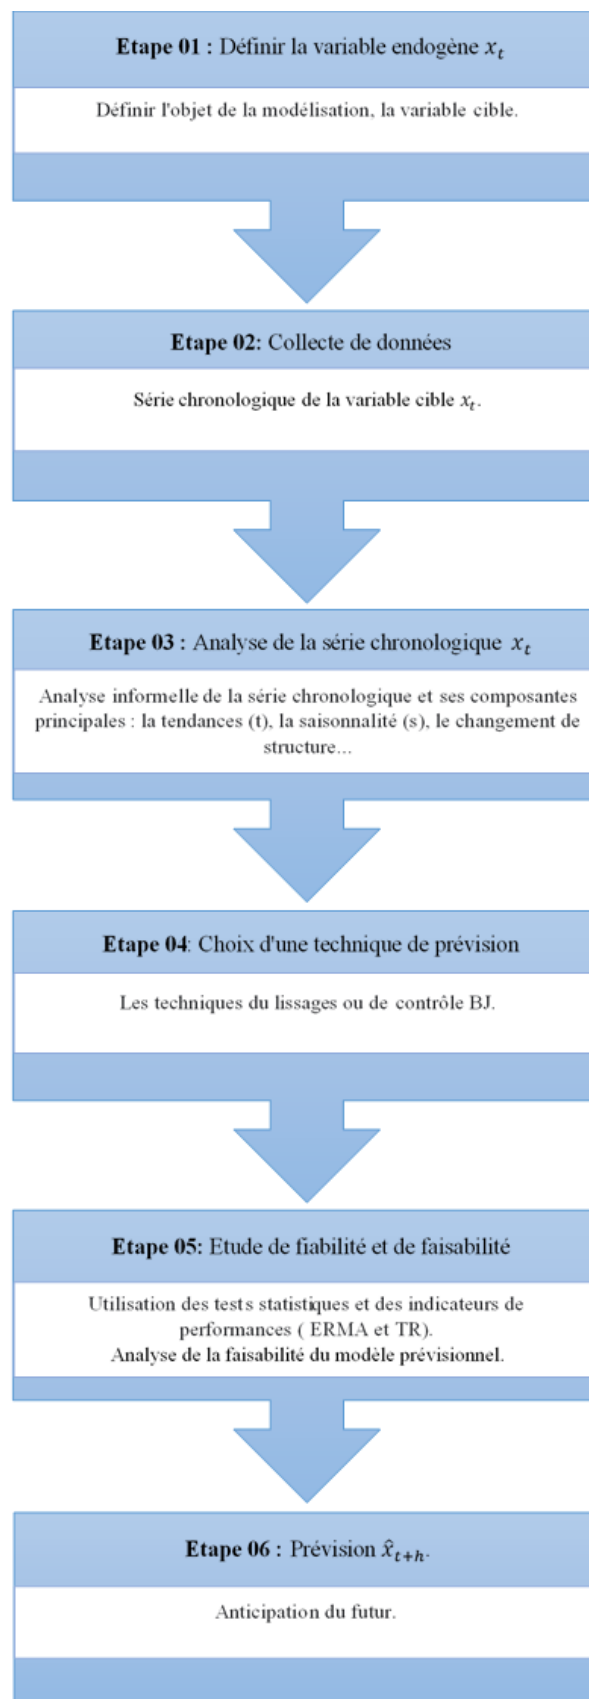 Etape 01 : Définir la variable endogène xₜ
Définir l'objet de la modélisation, la variable cible.
Etape 02: Collecte de données
Série chronologique de la variable cible xₜ.
Etape 03 : Analyse de la série chronologique xₜ
Analyse informelle de la série chronologique et ses composantes
principales : la tendances (t), la saisonnalité (s), le changement de
structure...
Etape 04: Choix d'une technique de prévision
Les techniques du lissages ou de contrôle BJ.
Etape 05: Etude de fiabilité et de faisabilité
Utilisation des tests statistiques et des indicateurs de
performances ( ERMA et TR).
Analyse de la faisabilité du modèle prévisionnel.
Etape 06 : Prévision x̂ₜ₊ₕ.
Anticipation du futur.